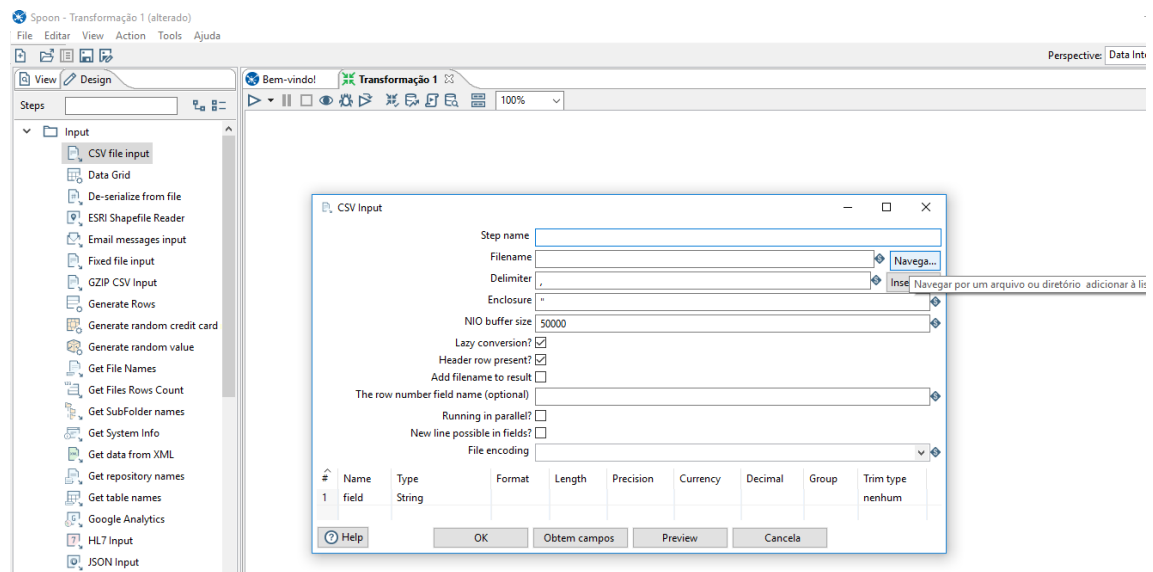 Spoon - Transformação 1 (alterado)
File Editar View Action Tools Ajuda
Perspective: Data Inte
View Design
Bem-vindo! Transformação 1
Steps
100%
Input
CSV file input
Data Grid
De-serialize from file
ESRI Shapefile Reader
Email messages input
Fixed file input
GZIP CSV Input
Generate Rows
Generate random credit card
Generate random value
Get File Names
Get Files Rows Count
Get SubFolder names
Get System Info
Get data from XML
Get repository names
Get table names
Google Analytics
HL7 Input
JSON Input
CSV Input
Step name
Filename Navega...
Delimiter , Inse
Navegar por um arquivo ou diretório adicionar à lis
Enclosure "
NIO buffer size 50000
Lazy conversion?
Header row present?
Add filename to result
The row number field name (optional)
Running in parallel?
New line possible in fields?
File encoding
# Name Type Format Length Precision Currency Decimal Group Trim type
1 field String nenhum
Help OK Obtem campos Preview Cancela